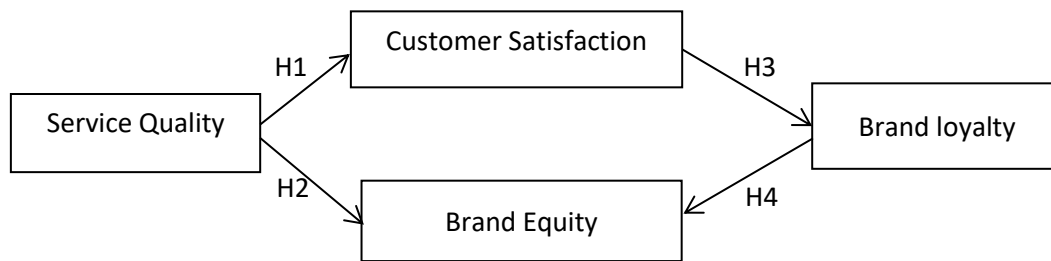 Customer Satisfaction
H1
H3
Service Quality
Brand loyalty
H2
H4
Brand Equity